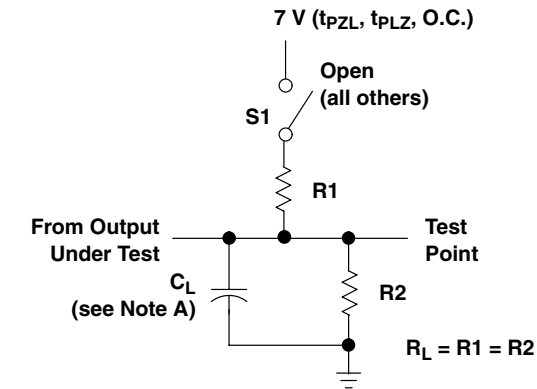 7 V (tPZL, tPLZ, O.C.)
Open
(all others)
S1
R1
From Output
Under Test
Test
Point
CL
(see Note A)
R2
RL = R1 = R2